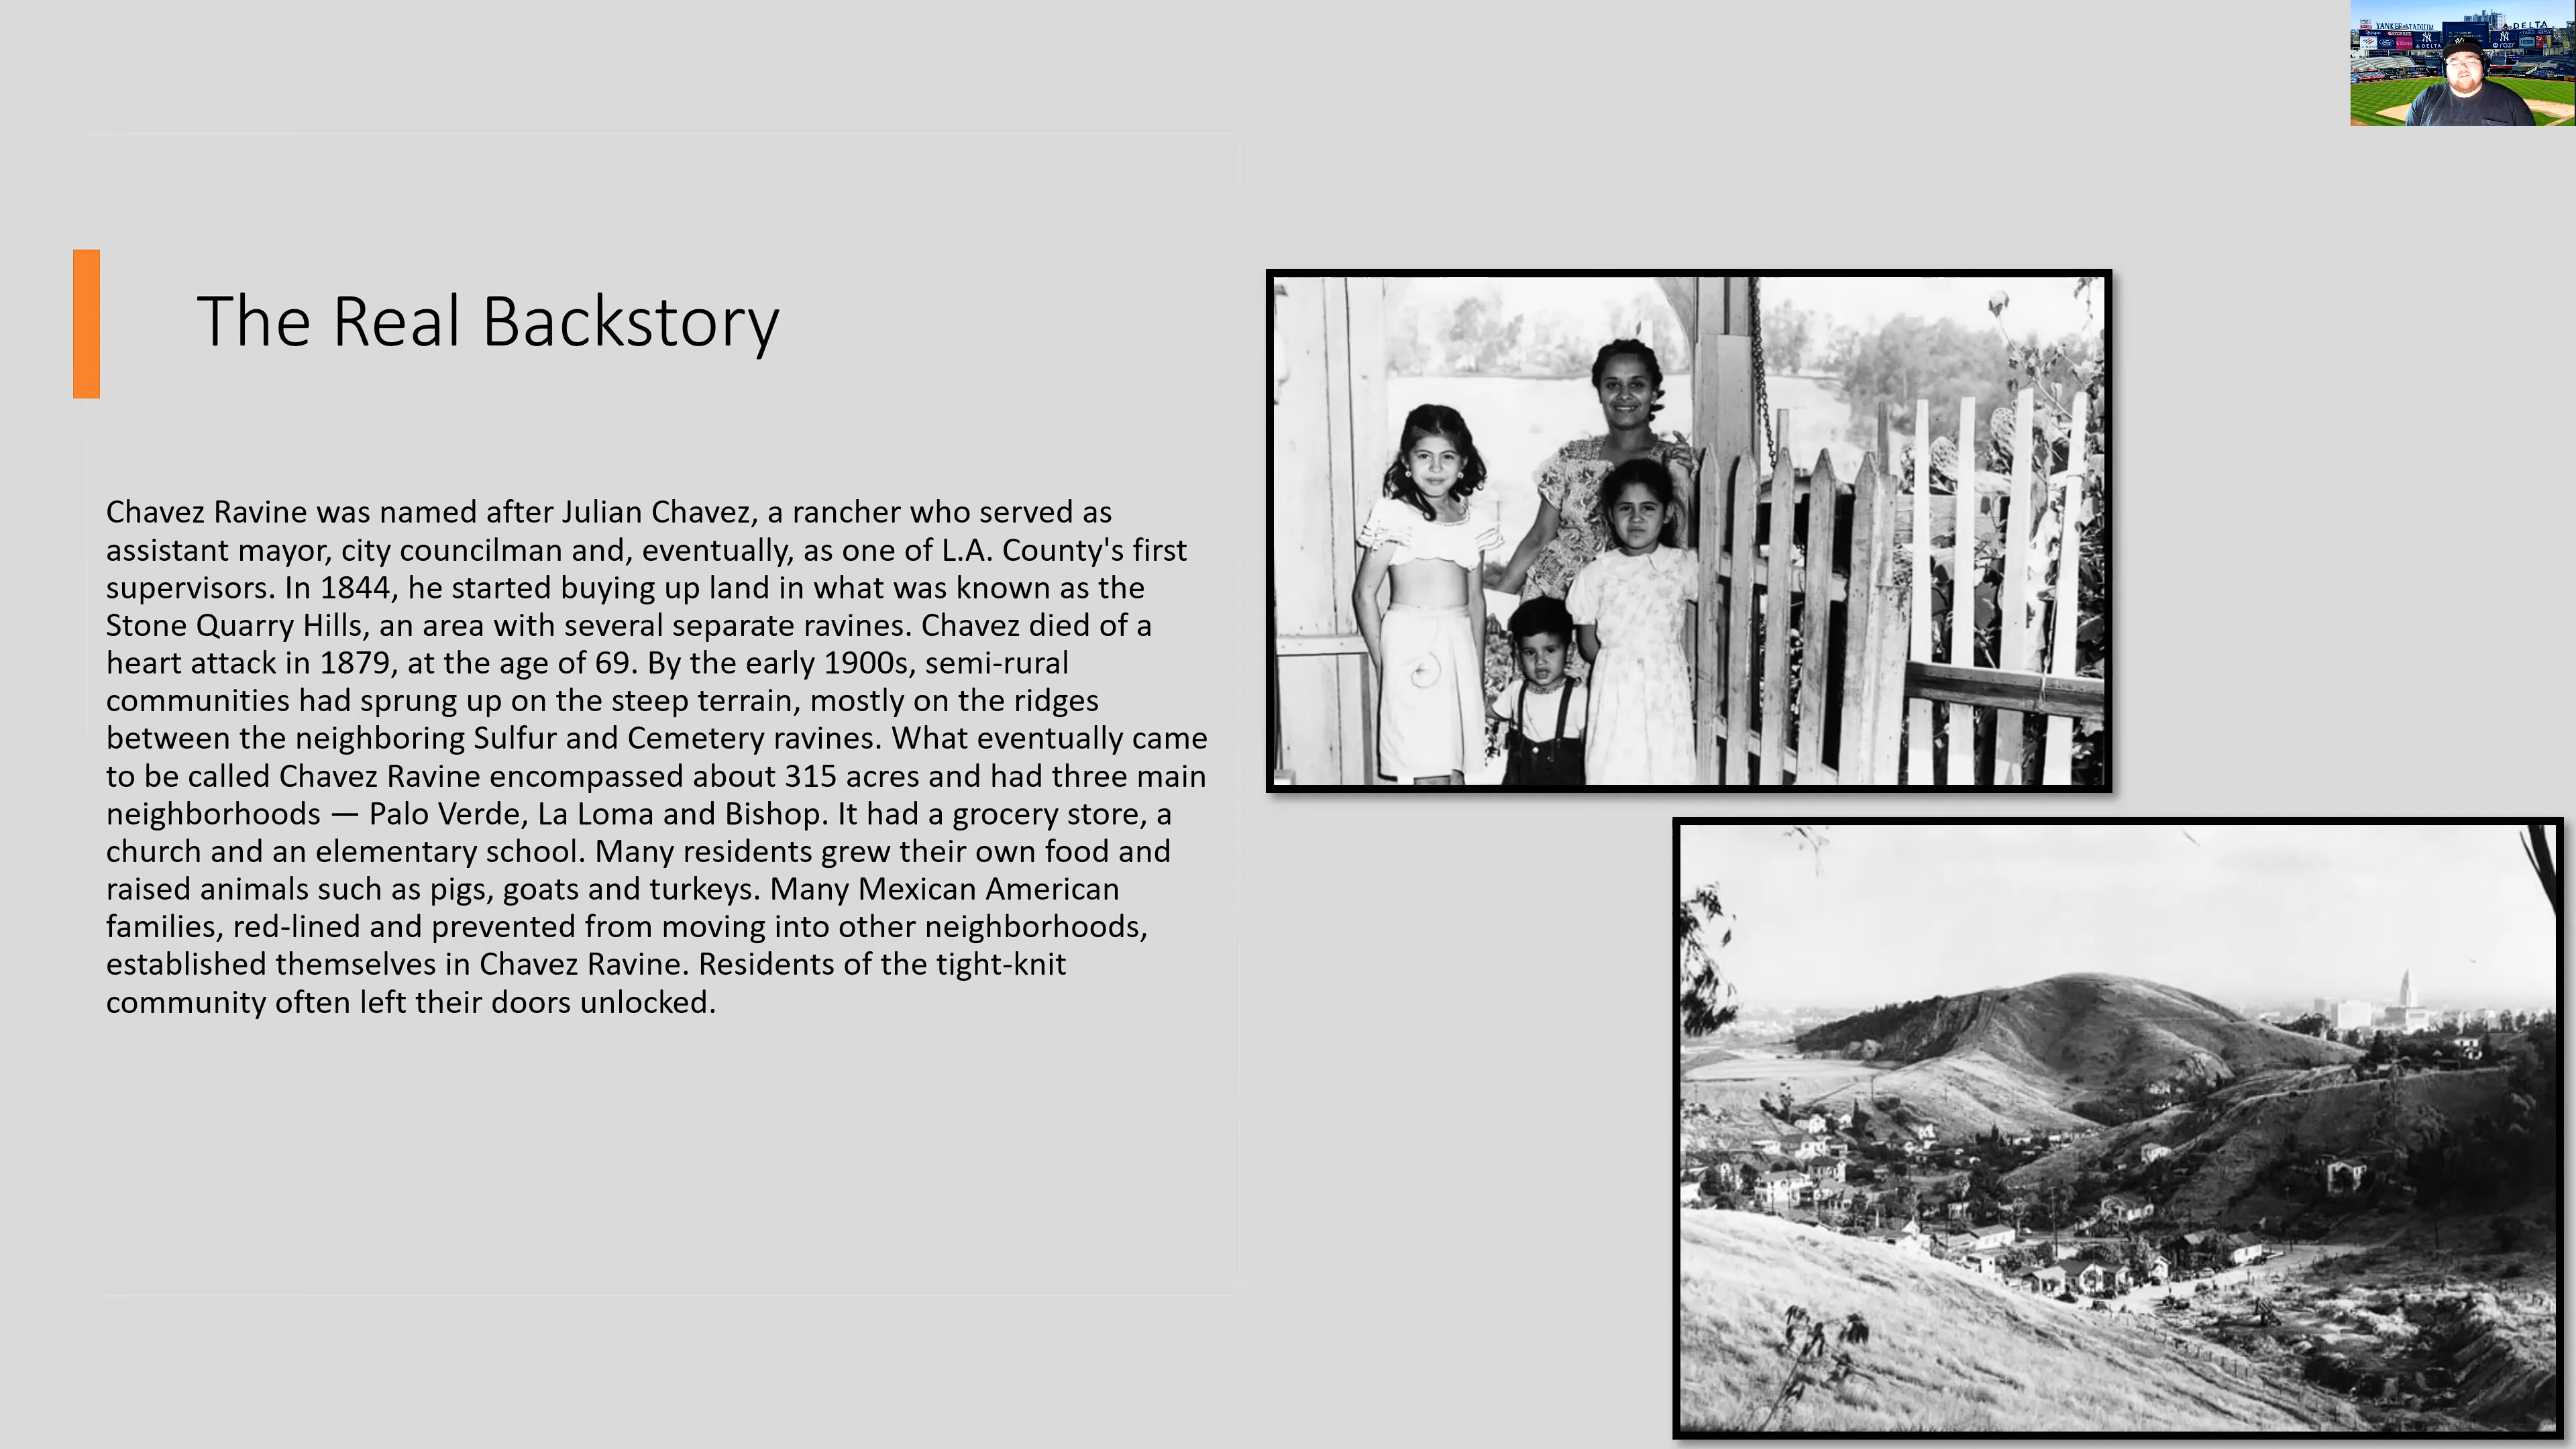 YANKEE STADIUM
DELTA
DELTA
razr
The Real Backstory
Chavez Ravine was named after Julian Chavez, a rancher who served as
assistant mayor, city councilman and, eventually, as one of L.A. County's first
supervisors. In 1844, he started buying up land in what was known as the
Stone Quarry Hills, an area with several separate ravines. Chavez died of a
heart attack in 1879, at the age of 69. By the early 1900s, semi-rural
communities had sprung up on the steep terrain, mostly on the ridges
between the neighboring Sulfur and Cemetery ravines. What eventually came
to be called Chavez Ravine encompassed about 315 acres and had three main
neighborhoods — Palo Verde, La Loma and Bishop. It had a grocery store, a
church and an elementary school. Many residents grew their own food and
raised animals such as pigs, goats and turkeys. Many Mexican American
families, red-lined and prevented from moving into other neighborhoods,
established themselves in Chavez Ravine. Residents of the tight-knit
community often left their doors unlocked.